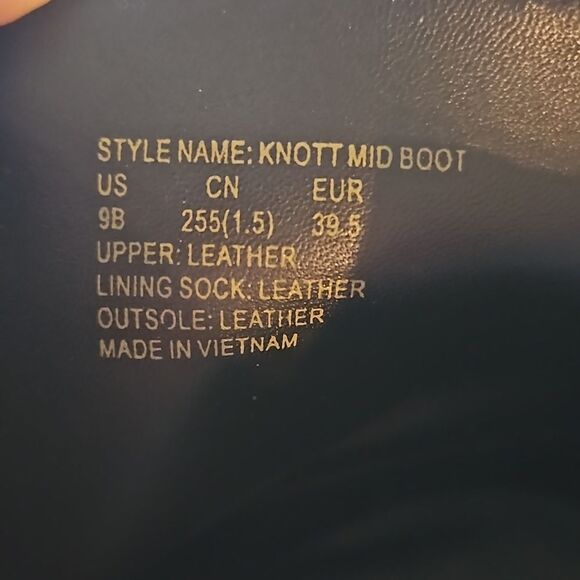 STYLE NAME: KNOTT MID BOOT
US CN EUR
9B 255(1.5) 39.5
UPPER: LEATHER
LINING SOCK: LEATHER
OUTSOLE: LEATHER
MADE IN VIETNAM